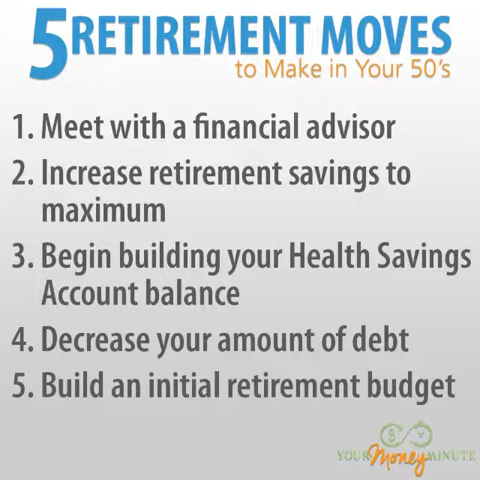 5 RETIREMENT MOVES
to Make in Your 50's
1. Meet with a financial advisor
2. Increase retirement savings to
maximum
3. Begin building your Health Savings
Account balance
4. Decrease your amount of debt
5. Build an initial retirement budget
YOUR Money MINUTE